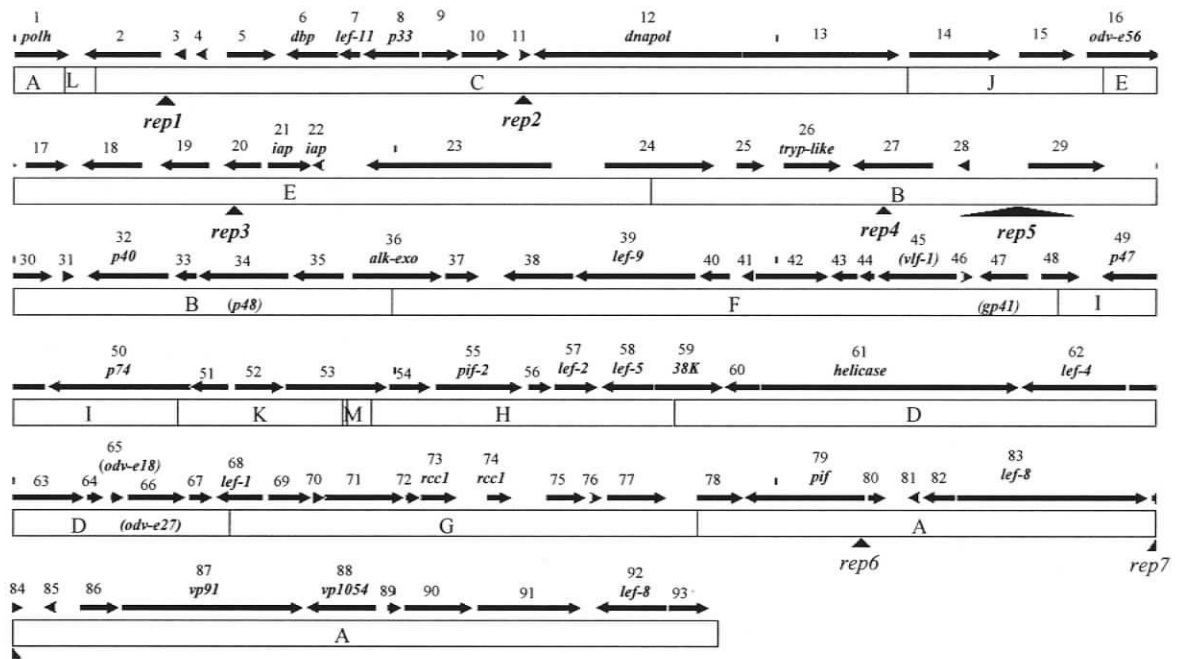 1 2 3 4 5 6 7 8 9 10 11 12 13 14 15 16
polh dbp lef-11 p33 dnapol odv-e56
A L C J E
rep1 rep2
17 18 19 20 21 22 23 24 25 26 27 28 29
iap iap tryp-like
E B
rep3 rep4 rep5
30 31 32 33 34 35 36 37 38 39 40 41 42 43 44 45 46 47 48 49
p40 alk-exo lef-9 (vlf-1) p47
B (p48) F (gp41) I
50 51 52 53 54 55 56 57 58 59 60 61 62
p74 pif-2 lef-2 lef-5 38K helicase lef-4
I K M H D
63 64 65 66 67 68 69 70 71 72 73 74 75 76 77 78 79 80 81 82 83
(odv-e18) lef-1 rcc1 rcc1 pif lef-8
D (odv-e27) G A
rep6 rep7
84 85 86 87 88 89 90 91 92 93
vp91 vp1054 lef-8
A